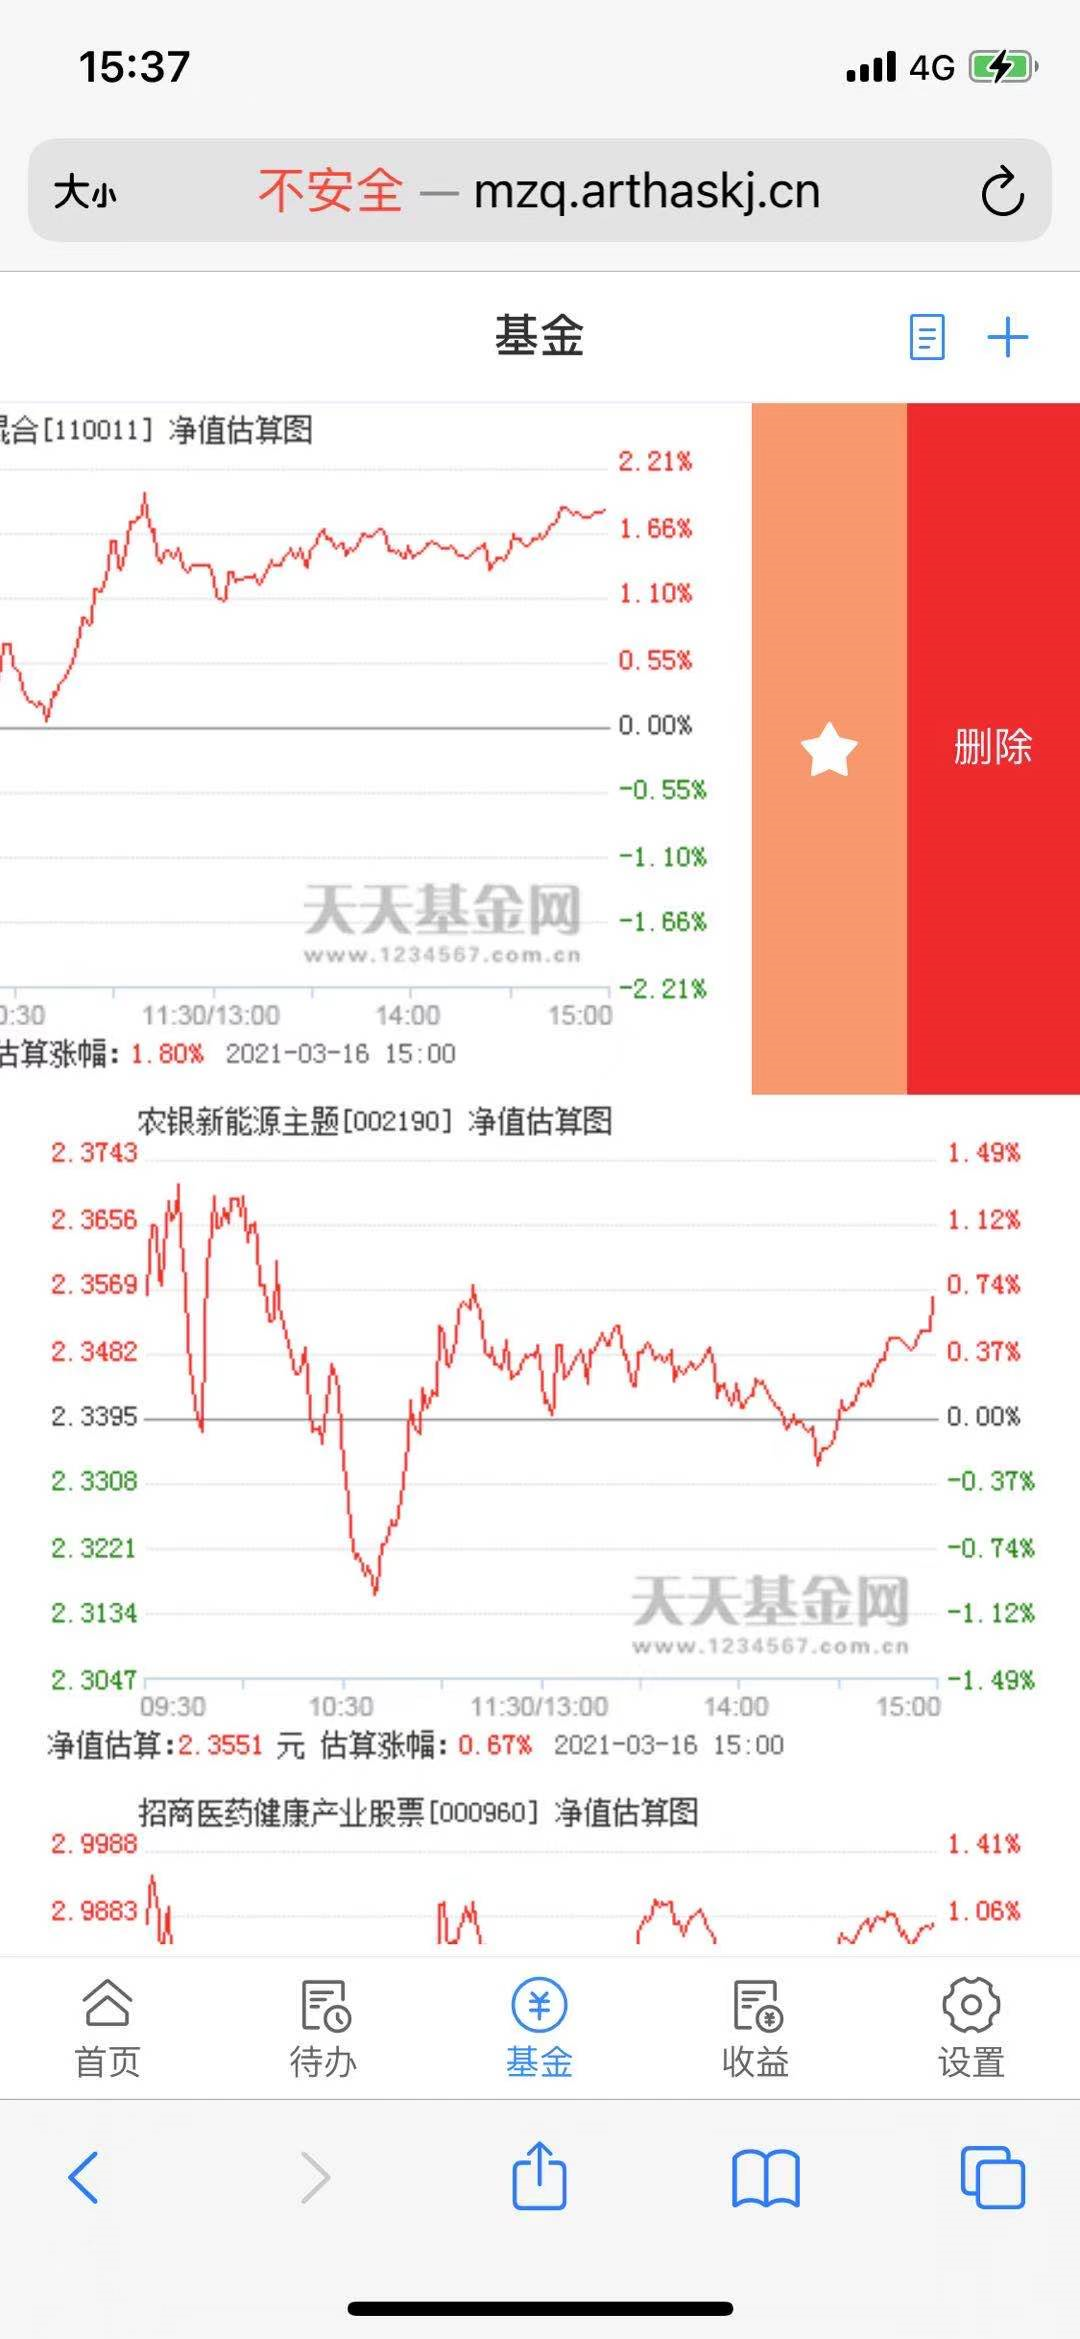 15:37
4G
大小 不安全 — mzq.arthaskj.cn
基金
混合[110011] 净值估算图
2.21%
1.66%
1.10%
0.55%
0.00%
-0.55%
-1.10%
-1.66%
-2.21%
删除
天天基金网
www.1234567.com.cn
0:30 11:30/13:00 14:00 15:00
估算涨幅: 1.80% 2021-03-16 15:00
农银新能源主题[002190] 净值估算图
2.3743 1.49%
2.3656 1.12%
2.3569 0.74%
2.3482 0.37%
2.3395 0.00%
2.3308 -0.37%
2.3221 -0.74%
2.3134 -1.12%
2.3047 -1.49%
天天基金网
www.1234567.com.cn
09:30 10:30 11:30/13:00 14:00 15:00
净值估算:2.3551 元 估算涨幅: 0.67% 2021-03-16 15:00
招商医药健康产业股票[000960] 净值估算图
2.9988 1.41%
2.9883 1.06%
首页 待办 基金 收益 设置